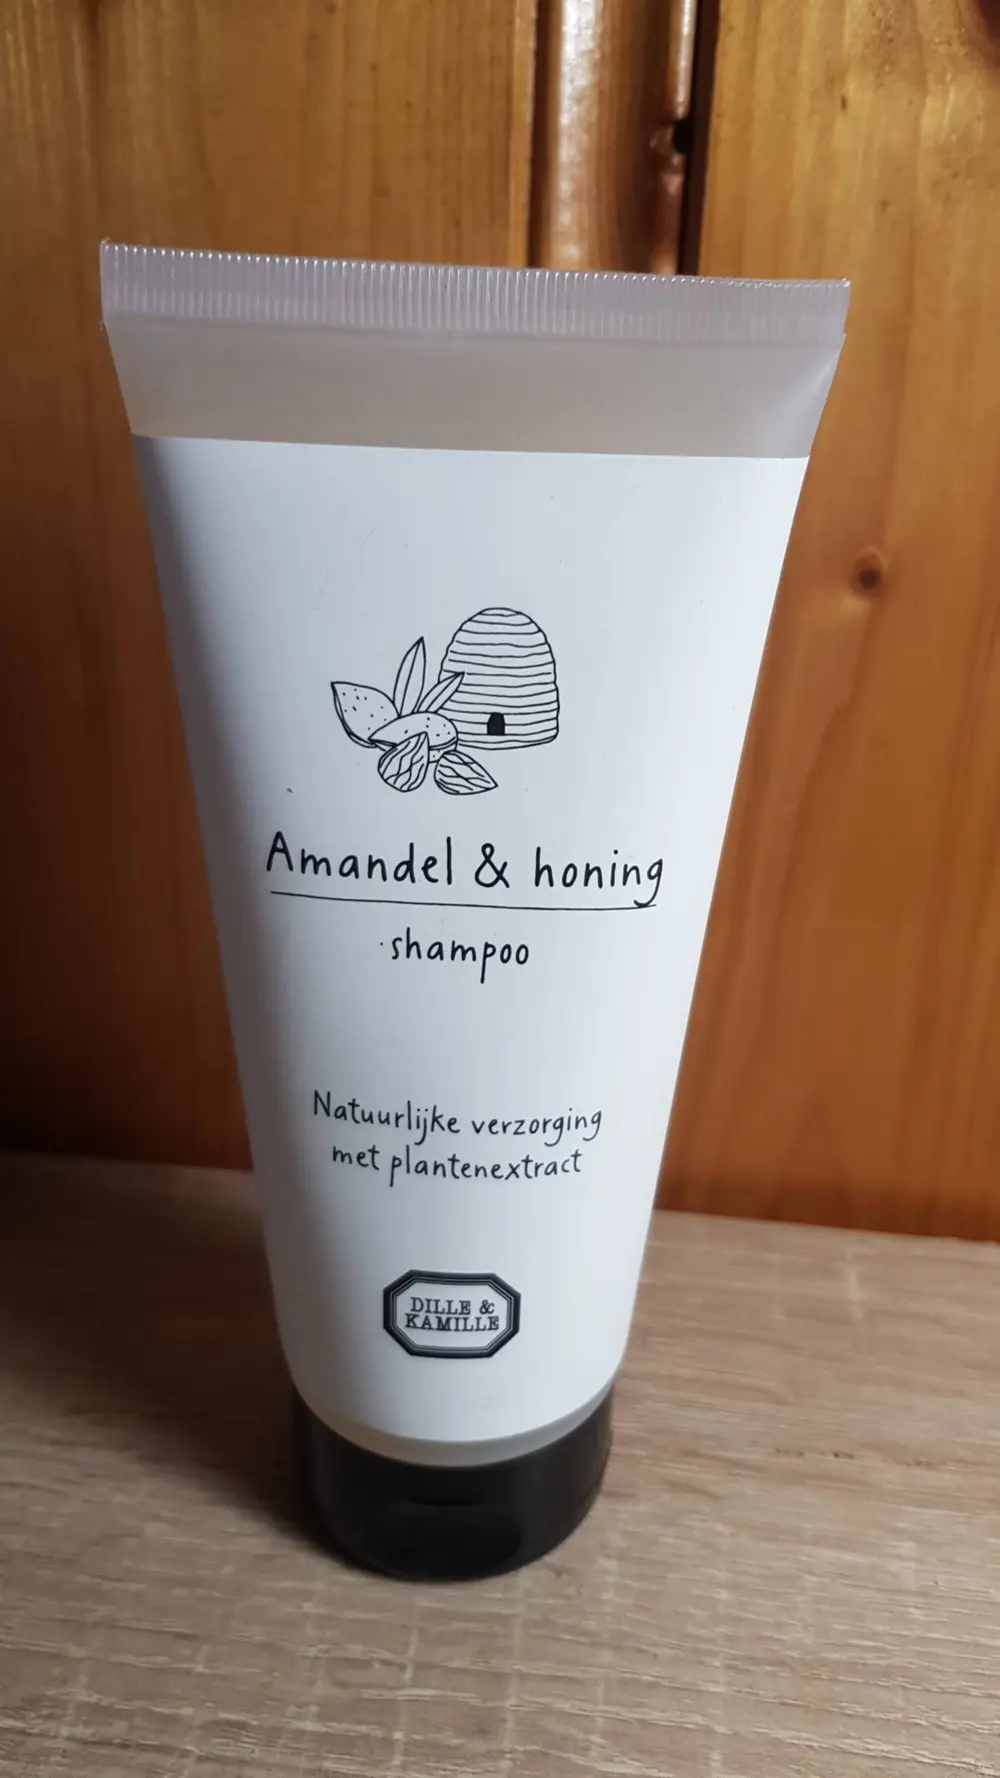 Amandel & honing
shampoo
Natuurlijke verzorging
met plantenextract
DILLE &
KAMILLE